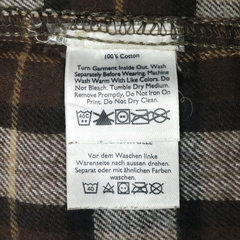 100% Cotton
Turn Garment Inside Out. Wash
Separately Before Wearing. Machine
Wash Warm With Like Colors. Do
Not Bleach. Tumble Dry Medium.
Remove Promptly. Do Not Iron On
Print. Do Not Dry Clean.
Vor dem Waschen linke
Warenseite nach aussen drehen.
Separat oder mit ähnlichen Farben
waschen.